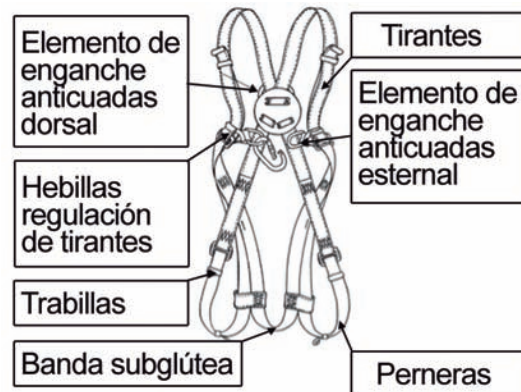 Elemento de
enganche
anticuadas
dorsal
Tirantes
Elemento de
enganche
anticuadas
esternal
Hebillas
regulación
de tirantes
Trabillas
Banda subglútea
Perneras